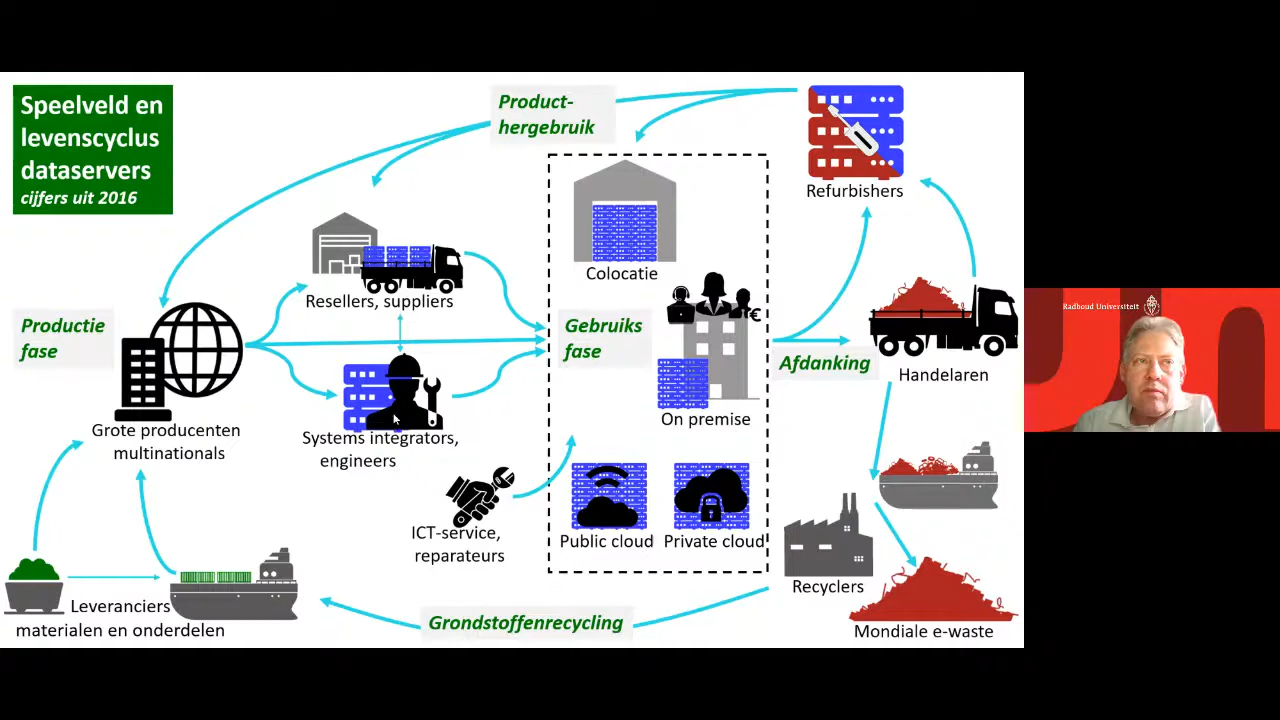 Speelveld en
levenscyclus
dataservers
cijfers uit 2016
Product-
hergebruik
Refurbishers
Colocatie
Resellers, suppliers
Productie
fase
Gebruiks
fase
€
Afdanking
Handelaren
Grote producenten
multinationals
Systems integrators,
engineers
On premise
ICT-service,
reparateurs
Public cloud
Private cloud
Recyclers
Leveranciers
materialen en onderdelen
Grondstoffenrecycling
Mondiale e-waste
Radboud Universiteit